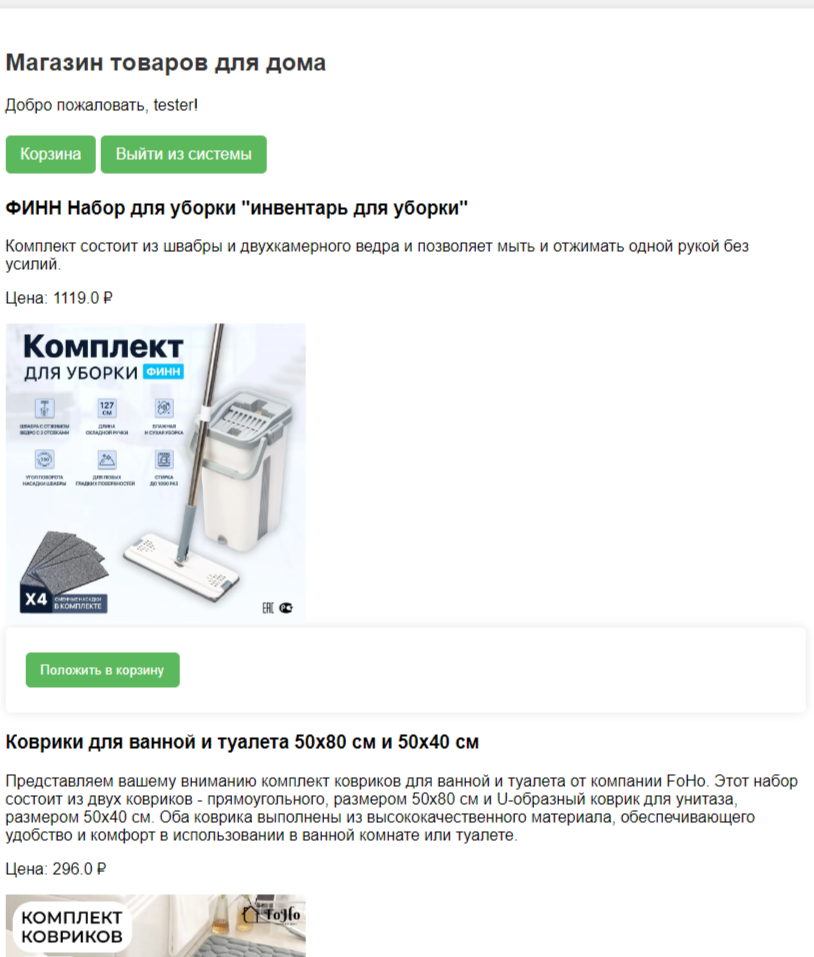 Магазин товаров для дома
Добро пожаловать, tester!
Корзина
Выйти из системы
ФИНН Набор для уборки "инвентарь для уборки"
Комплект состоит из швабры и двухкамерного ведра и позволяет мыть и отжимать одной рукой без
усилий.
Цена: 1119.0 ₽
Комплект
ДЛЯ УБОРКИ ФИНН
127
СМ
ШВАБРА С ОТЖИМОМ
ВЕДРО С 2 ОТСЕКАМИ
ДЛИНА
СКЛАДНОЙ РУЧКИ
ВЛАЖНАЯ
И СУХАЯ УБОРКА
УГОЛ ПОВОРОТА
НАСАДКИ ШВАБРЫ
ДЛЯ ЛЮБЫХ
ГЛАДКИХ ПОВЕРХНОСТЕЙ
СТИРКА
ДО 1000 РАЗ
X4
СМЕННЫЕ НАСАДКИ
В КОМПЛЕКТЕ
EAC
Положить в корзину
Коврики для ванной и туалета 50х80 см и 50х40 см
Представляем вашему вниманию комплект ковриков для ванной и туалета от компании FoHo. Этот набор
состоит из двух ковриков - прямоугольного, размером 50х80 см и U-образный коврик для унитаза,
размером 50х40 см. Оба коврика выполнены из высококачественного материала, обеспечивающего
удобство и комфорт в использовании в ванной комнате или туалете.
Цена: 296.0 ₽
КОМПЛЕКТ
КОВРИКОВ
FoHo